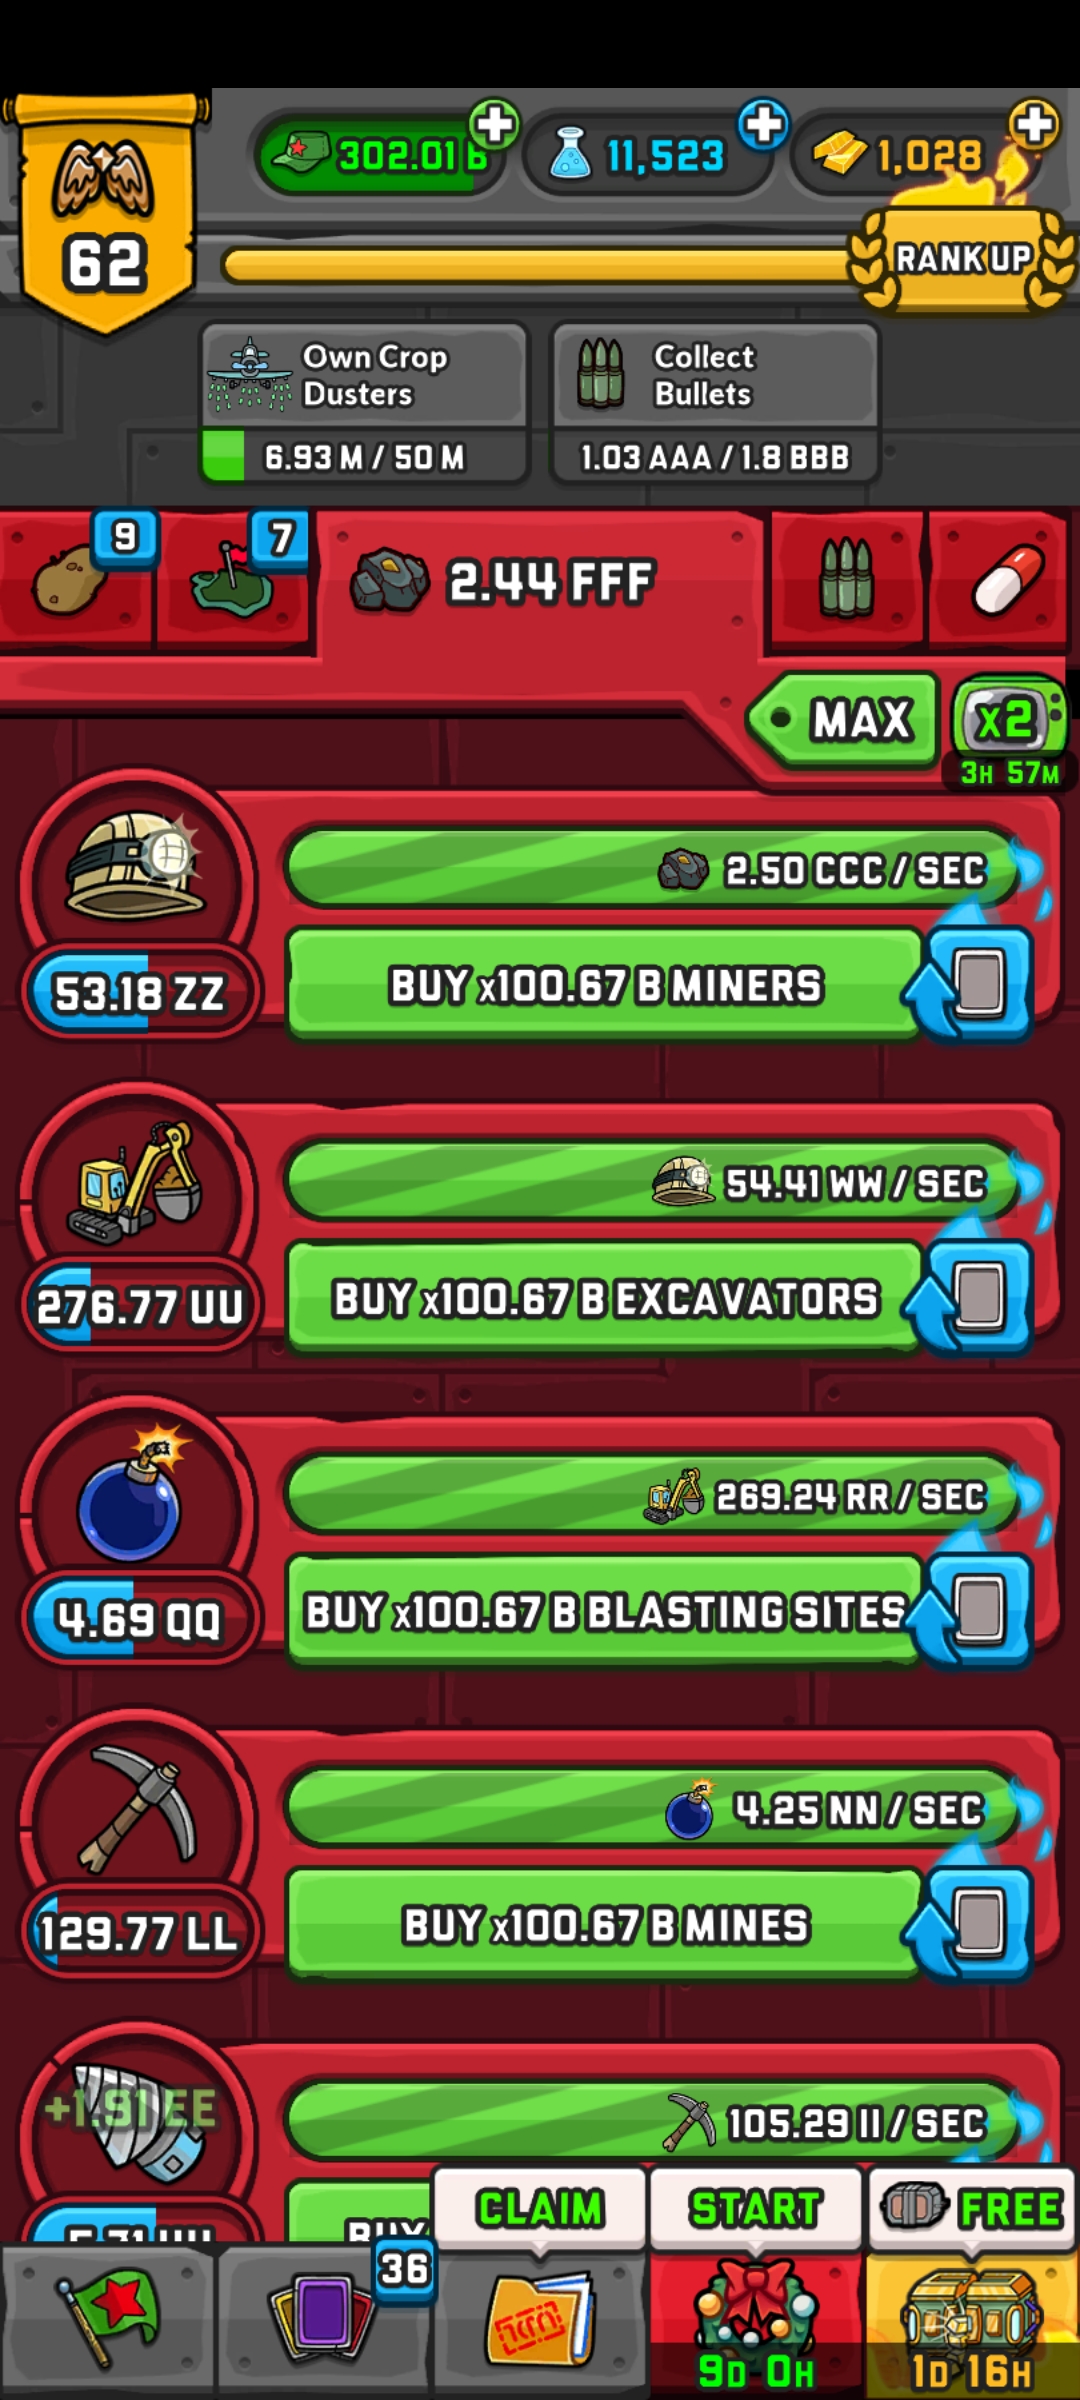 302.01 B
11,523
1,028
62
RANK UP
Own Crop
Dusters
Collect
Bullets
6.93 M / 50 M
1.03 AAA / 1.8 BBB
9
7
2.44 FFF
MAX
x2
3H 57M
2.50 CCC / SEC
53.18 ZZ
BUY x100.67 B MINERS
54.41 WW / SEC
276.77 UU
BUY x100.67 B EXCAVATORS
269.24 RR / SEC
4.69 QQ
BUY x100.67 B BLASTING SITES
4.25 NN / SEC
129.77 LL
BUY x100.67 B MINES
+1.91 EE
105.29 II / SEC
BUY
CLAIM
START
FREE
36
9D 0H
1D 16H